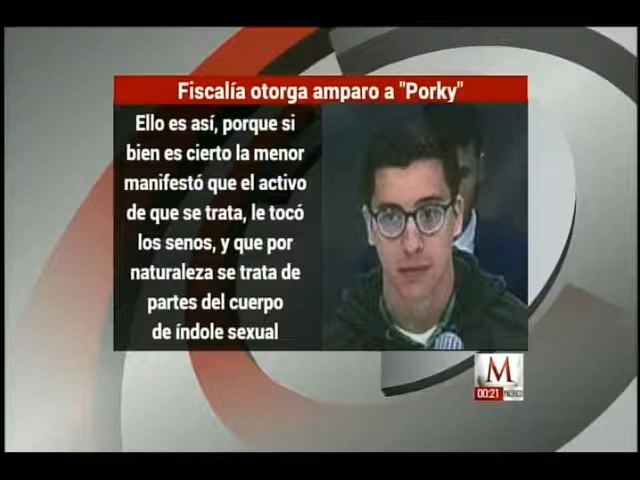 Fiscalía otorga amparo a "Porky"
Ello es así, porque si
bien es cierto la menor
manifestó que el activo
de que se trata, le tocó
los senos, y que por
naturaleza se trata de
partes del cuerpo
de índole sexual
M
00:21